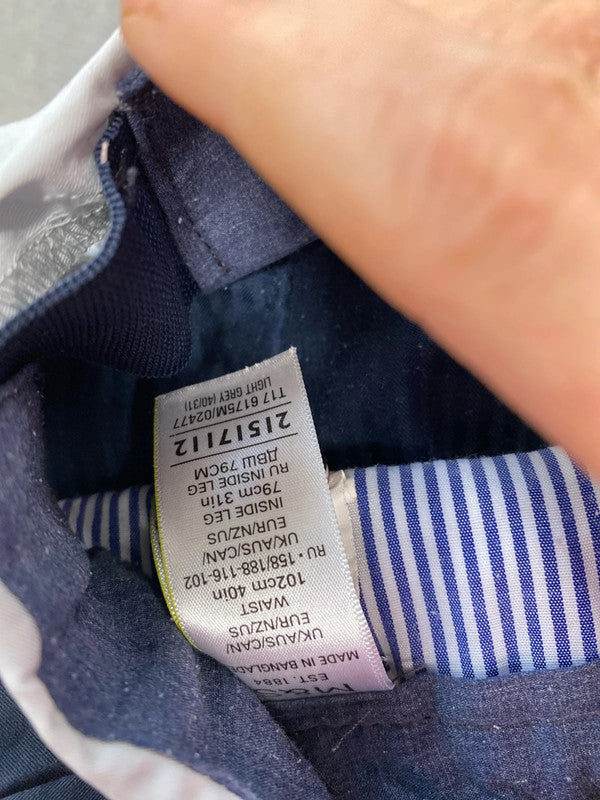 M&S
EST. 1884
MADE IN BANGLADE
UK/AUS/CAN/
EUR/NZ/US
WAIST
102cm 40in
RU • 158/188-116-102
UK/AUS/CAN/
EUR/NZ/US
INSIDE LEG
79cm 31in
RU INSIDE LEG
ДВШ 79СМ
21517112
T17 6175M/02477
LIGHT GREY (40/31)